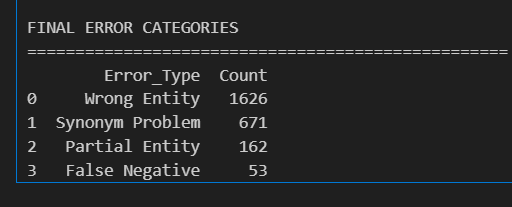 FINAL ERROR CATEGORIES
==================================================
Error_Type Count
0 Wrong Entity 1626
1 Synonym Problem 671
2 Partial Entity 162
3 False Negative 53